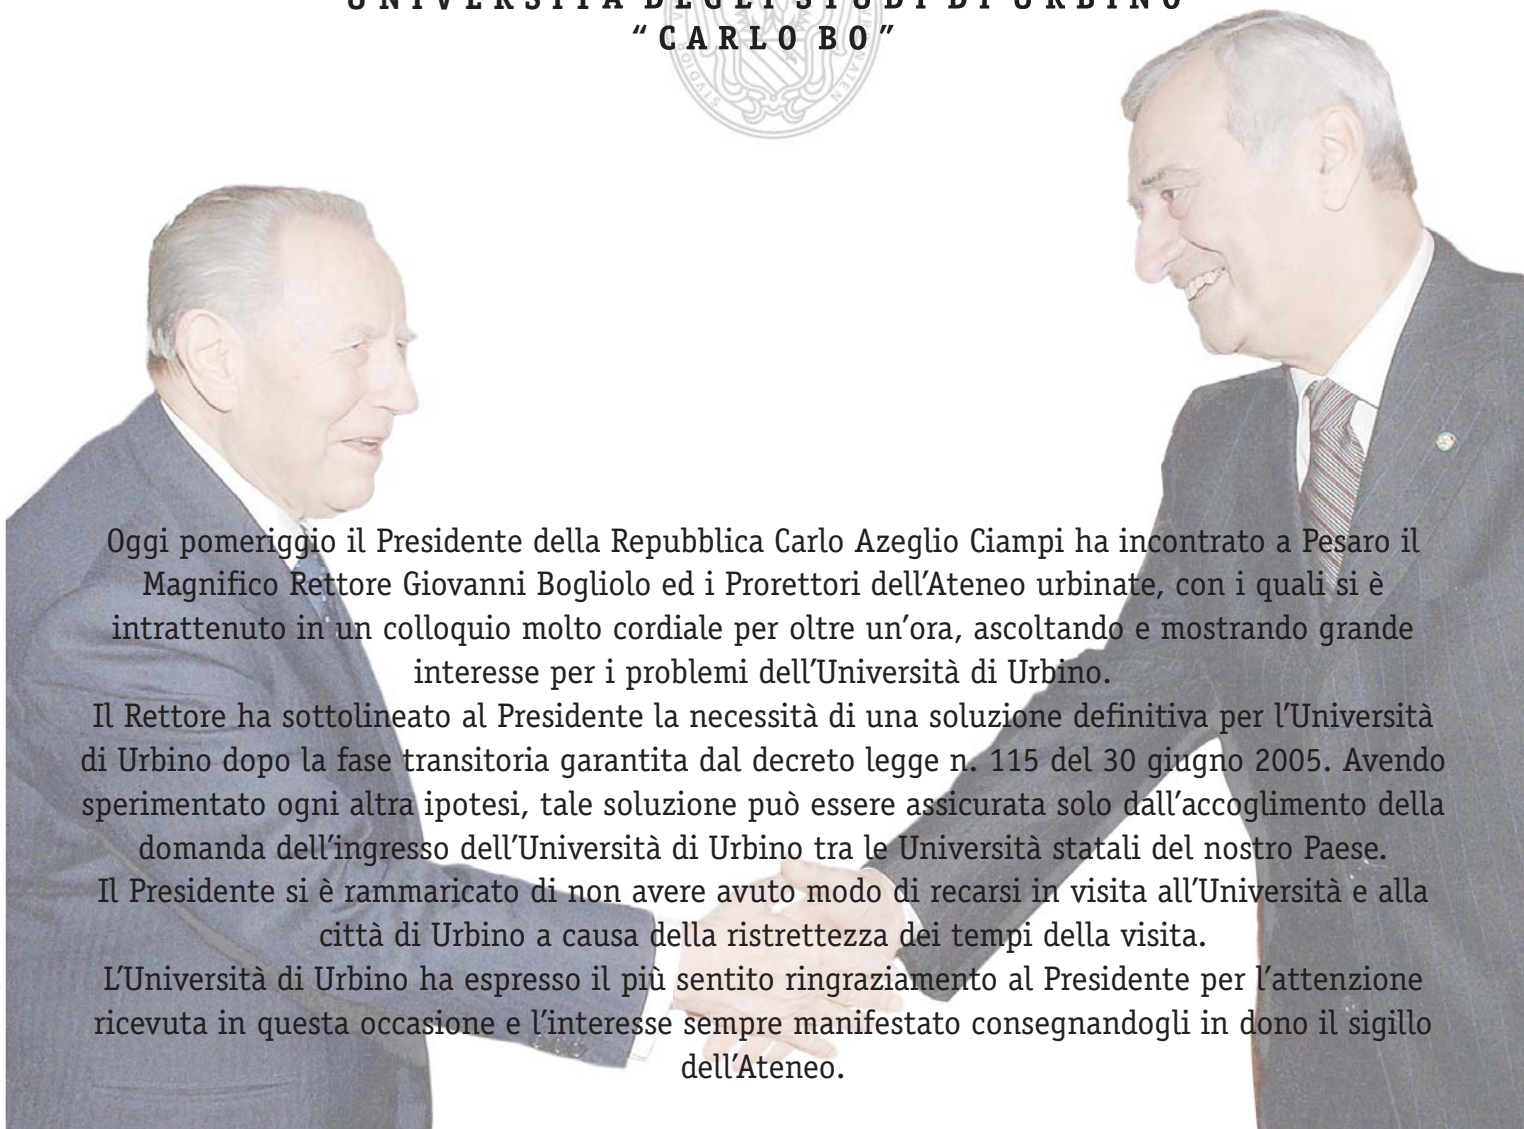 UNIVERSITÀ DEGLI STUDI DI URBINO
“CARLO BO”
STVDIO
Oggi pomeriggio il Presidente della Repubblica Carlo Azeglio Ciampi ha incontrato a Pesaro il
Magnifico Rettore Giovanni Bogliolo ed i Prorettori dell’Ateneo urbinate, con i quali si è
intrattenuto in un colloquio molto cordiale per oltre un’ora, ascoltando e mostrando grande
interesse per i problemi dell’Università di Urbino.
Il Rettore ha sottolineato al Presidente la necessità di una soluzione definitiva per l’Università
di Urbino dopo la fase transitoria garantita dal decreto legge n. 115 del 30 giugno 2005. Avendo
sperimentato ogni altra ipotesi, tale soluzione può essere assicurata solo dall’accoglimento della
domanda dell’ingresso dell’Università di Urbino tra le Università statali del nostro Paese.
Il Presidente si è rammaricato di non avere avuto modo di recarsi in visita all’Università e alla
città di Urbino a causa della ristrettezza dei tempi della visita.
L’Università di Urbino ha espresso il più sentito ringraziamento al Presidente per l’attenzione
ricevuta in questa occasione e l’interesse sempre manifestato consegnandogli in dono il sigillo
dell’Ateneo.